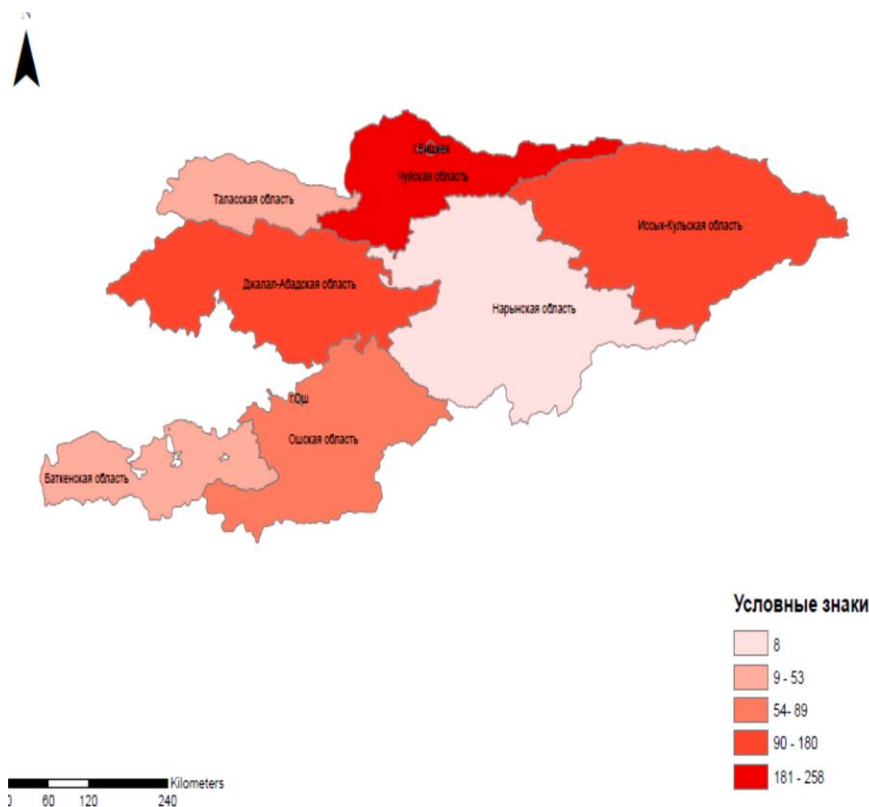 N
г.Бишкек
Чуйская область
Таласская область
Иссык-Кульская область
Джалал-Абадская область
Нарынская область
г.Ош
Ошская область
Баткенская область
Условные знаки
8
9 - 53
54- 89
90 - 180
181 - 258
Kilometers
0 60 120 240